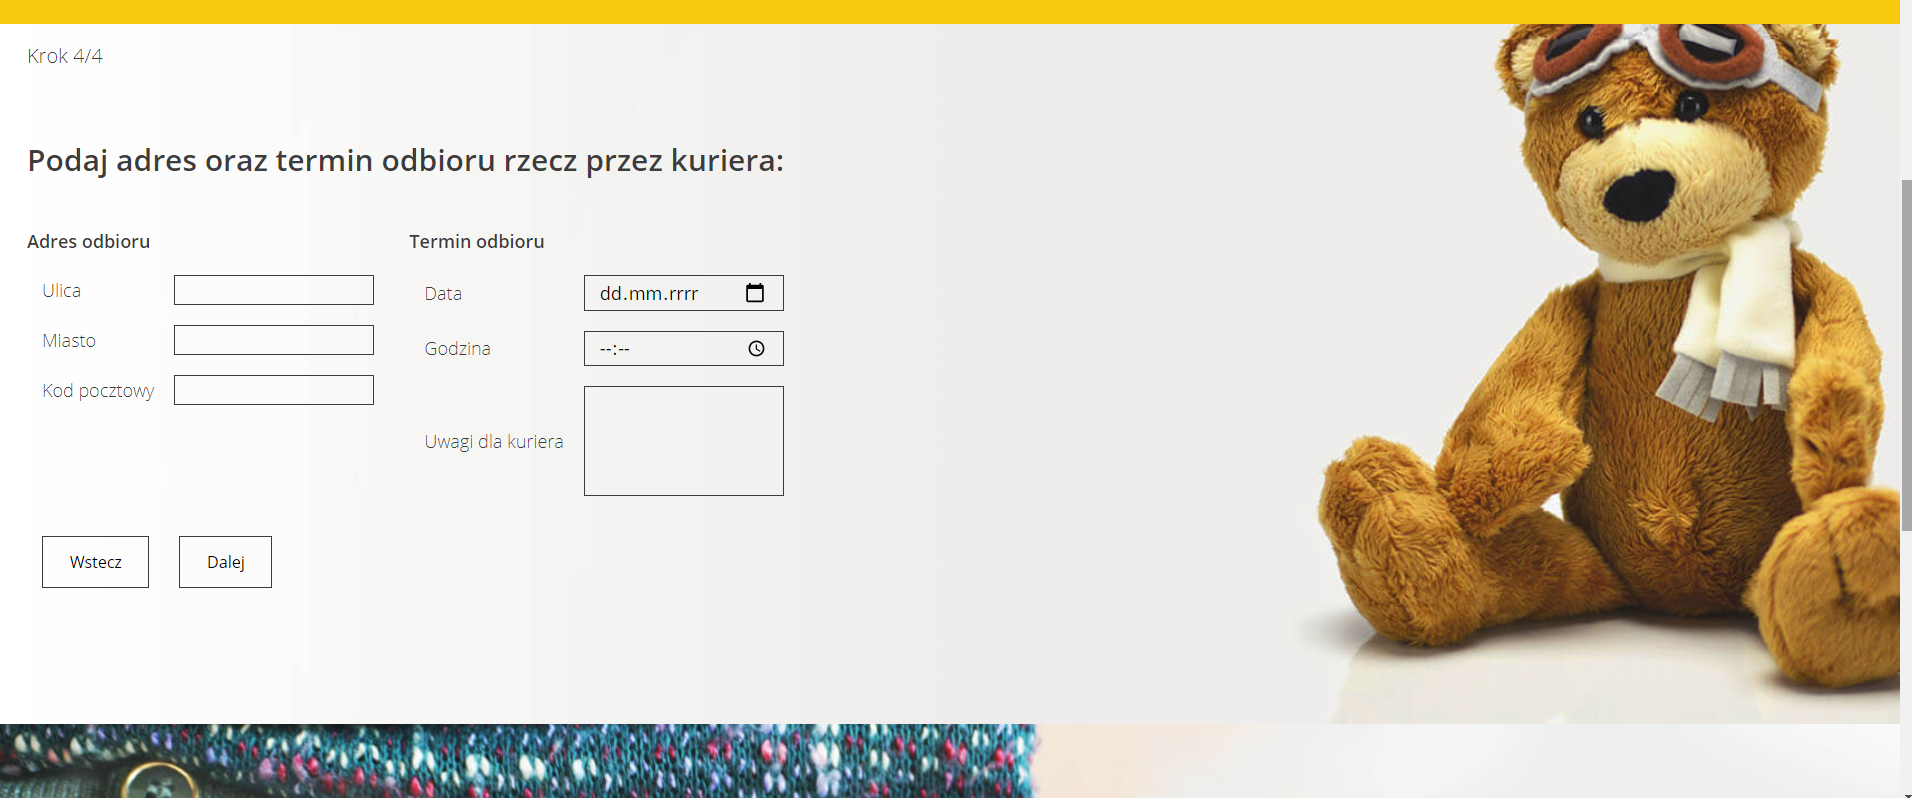 Krok 4/4
Podaj adres oraz termin odbioru rzecz przez kuriera:
Adres odbioru
Ulica
Miasto
Kod pocztowy
Termin odbioru
Data dd.mm.rrrr
Godzina --:--
Uwagi dla kuriera
Wstecz Dalej